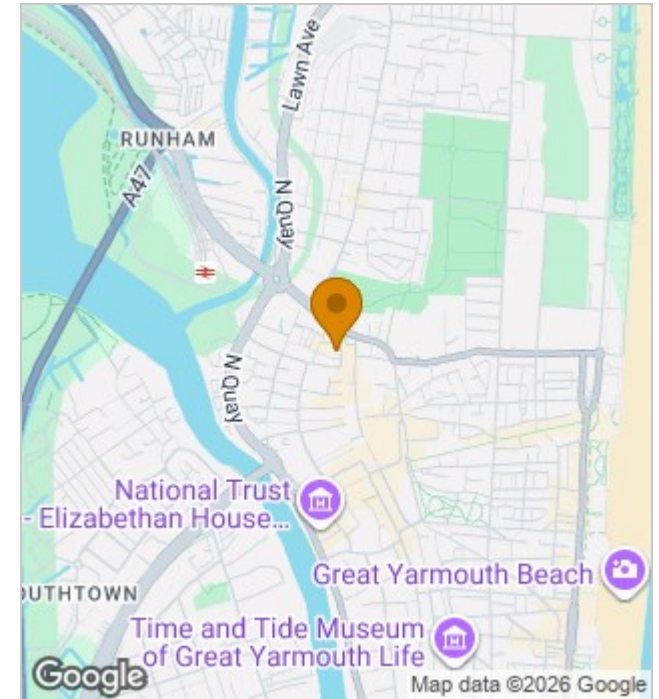 Lawn Ave
RUNHAM
A47
N Quay
N Quay
National Trust
- Elizabethan House...
Great Yarmouth Beach
OUTHTOWN
Time and Tide Museum
of Great Yarmouth Life
Google
Map data ©2026 Google